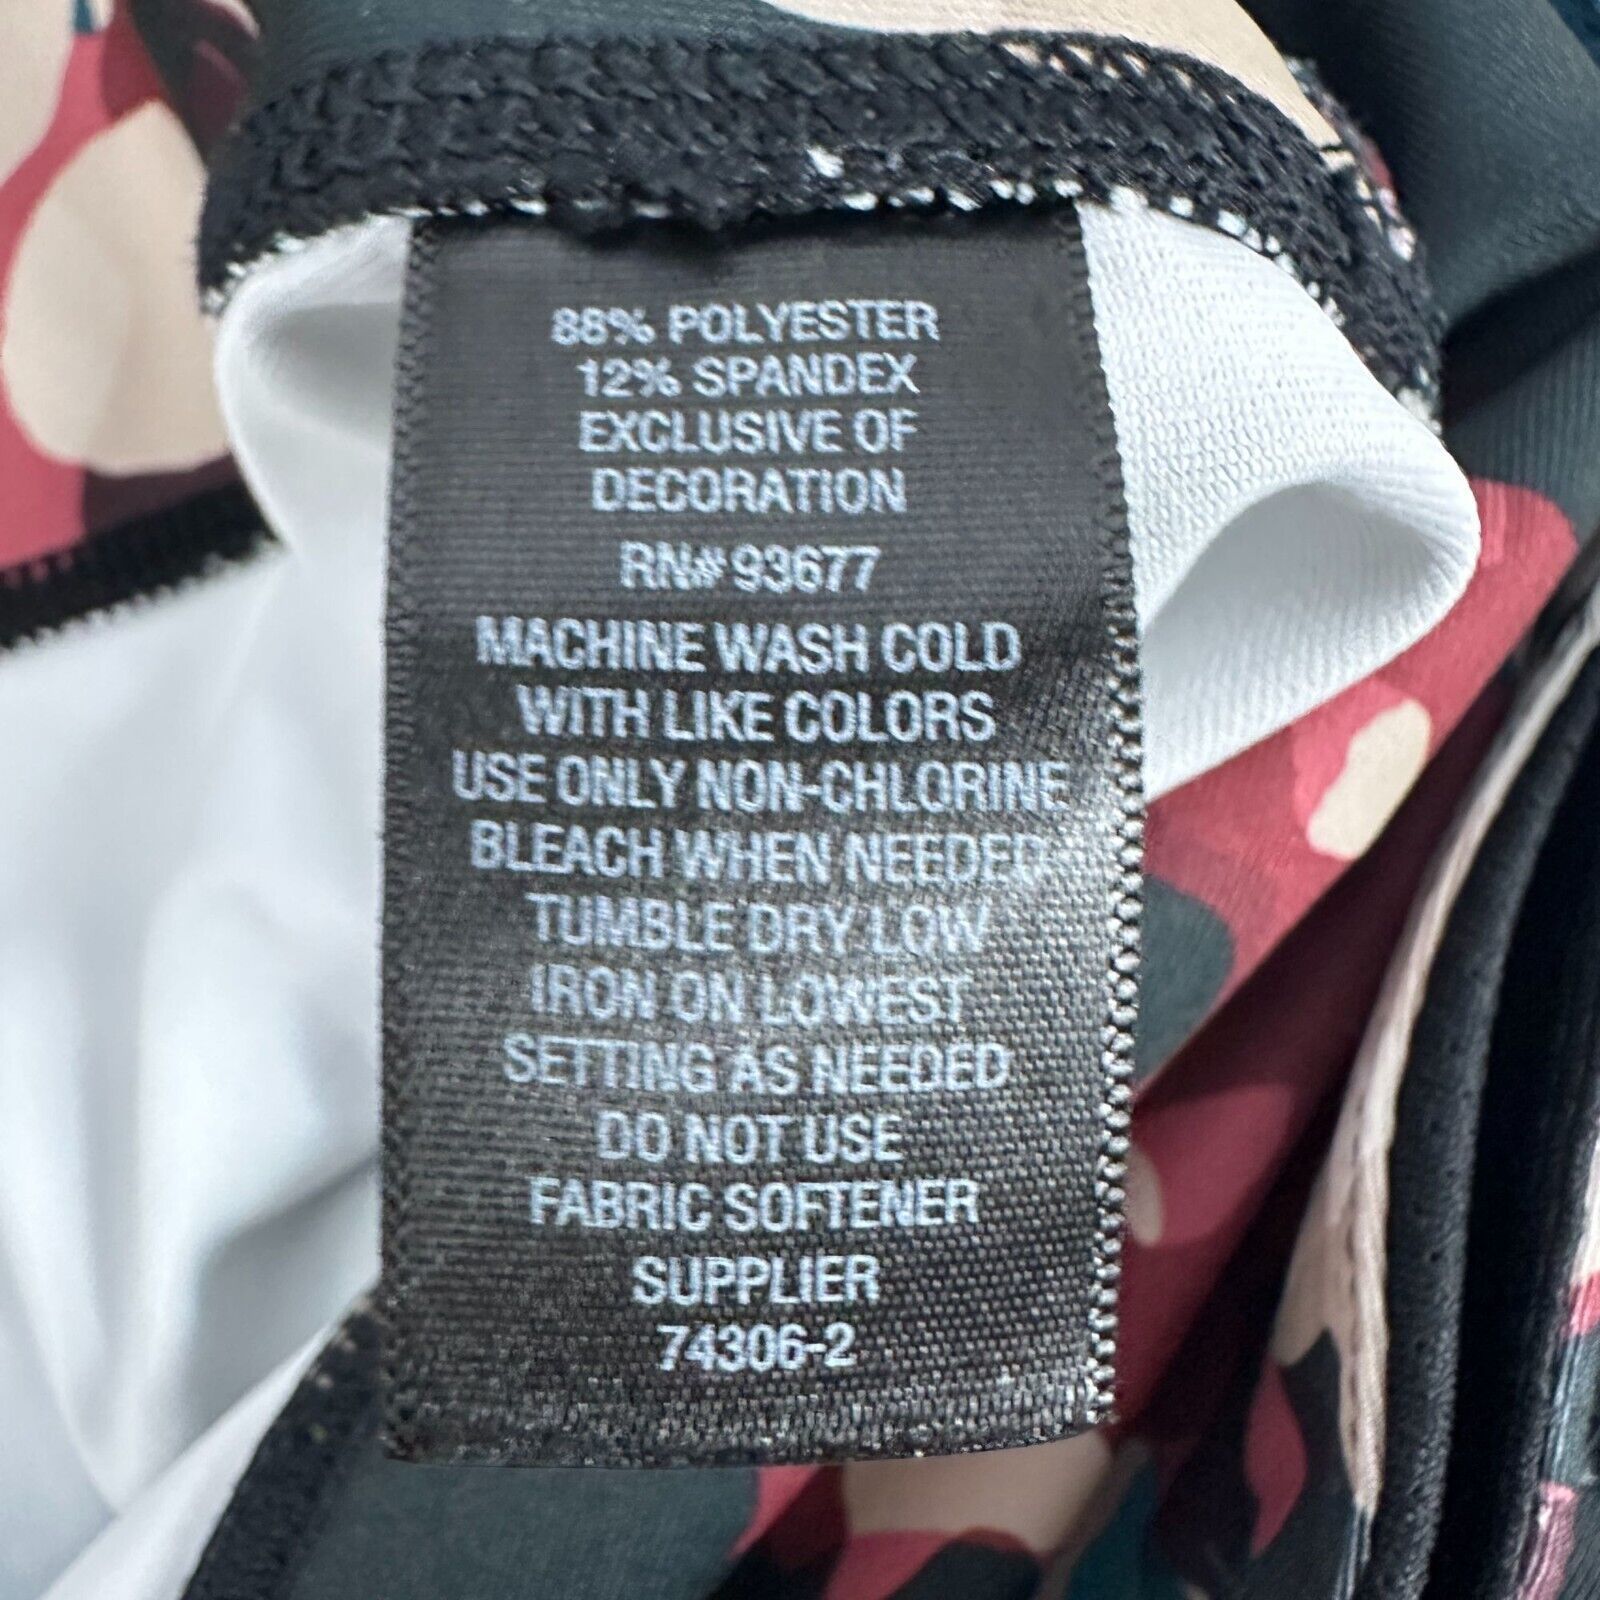 88% POLYESTER
12% SPANDEX
EXCLUSIVE OF
DECORATION
RN# 93677
MACHINE WASH COLD
WITH LIKE COLORS
USE ONLY NON-CHLORINE
BLEACH WHEN NEEDED
TUMBLE DRY LOW
IRON ON LOWEST
SETTING AS NEEDED
DO NOT USE
FABRIC SOFTENER
SUPPLIER
74306-2